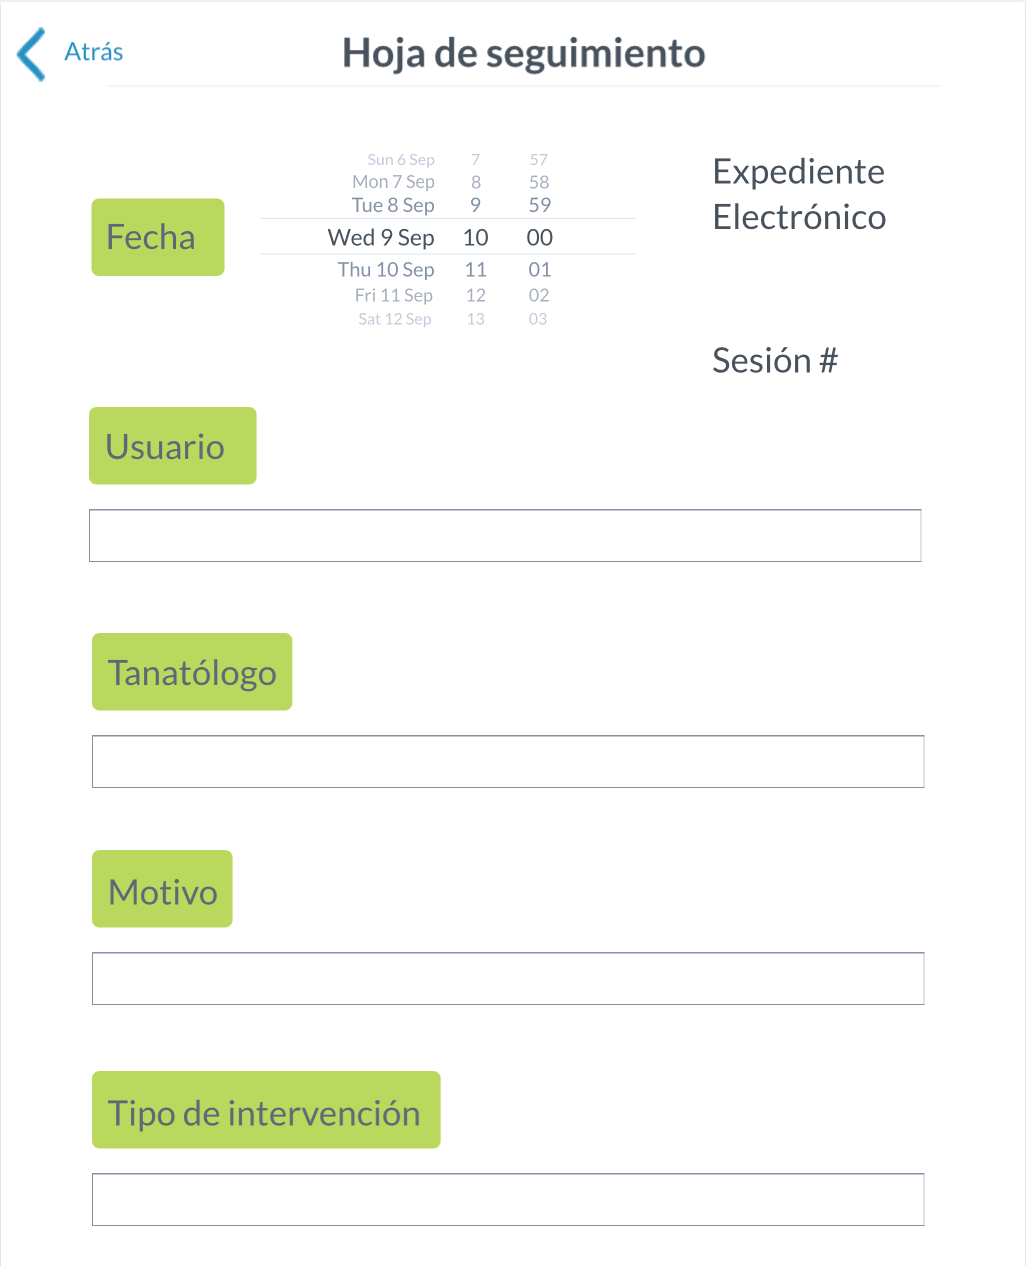 Atrás
Hoja de seguimiento
Sun 6 Sep 7 57
Mon 7 Sep 8 58
Tue 8 Sep 9 59
Wed 9 Sep 10 00
Thu 10 Sep 11 01
Fri 11 Sep 12 02
Sat 12 Sep 13 03
Fecha
Expediente
Electrónico
Sesión #
Usuario
Tanatólogo
Motivo
Tipo de intervención